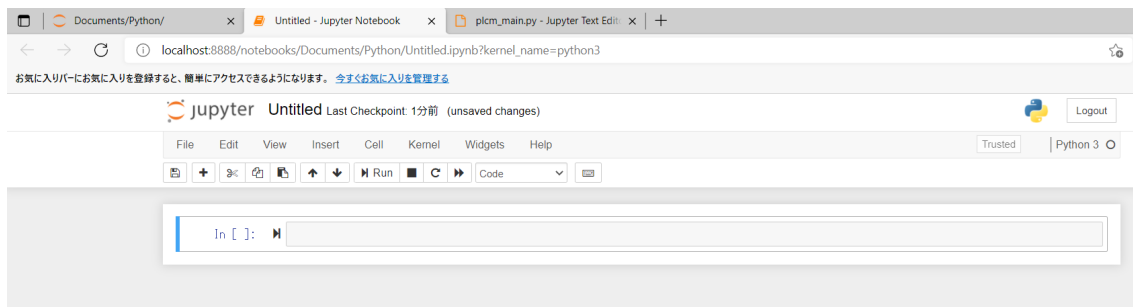 Documents/Python/ Untitled - Jupyter Notebook plcm_main.py - Jupyter Text Edit
localhost:8888/notebooks/Documents/Python/Untitled.ipynb?kernel_name=python3
お気に入りバーにお気に入りを登録すると、簡単にアクセスできるようになります。 今すぐお気に入りを管理する
jupyter Untitled Last Checkpoint: 1分前 (unsaved changes) Logout
File Edit View Insert Cell Kernel Widgets Help Trusted Python 3
Run Code
In [ ]: